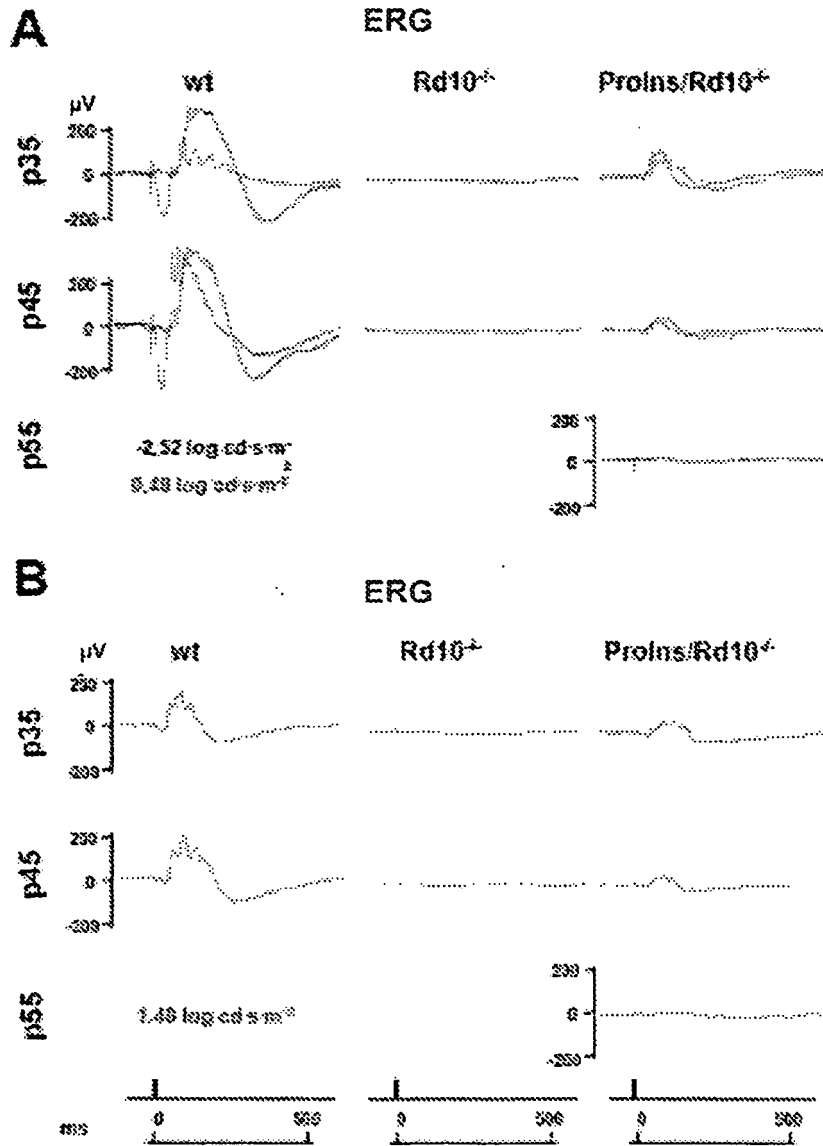 A
ERG
wt Rd10-/- ProIns/Rd10-/-
µV
p35
200
0
-200
p45
200
0
-200
p55
-2,52 log cd·s·m-2
0,48 log cd·s·m-2
200
0
-200
B
ERG
µV wt Rd10-/- ProIns/Rd10-/-
p35
200
0
-200
p45
200
0
-200
p55
1,48 log cd·s·m-2
200
0
-200
ms 0 500 0 500 0 500